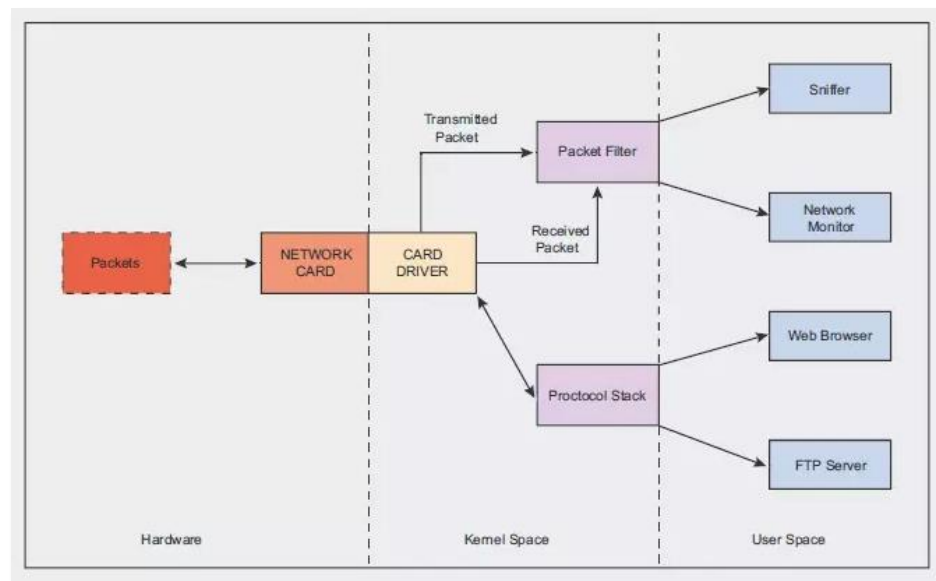 Sniffer
Transmitted
Packet
Packet Filter
Network
Monitor
Received
Packet
Packets
NETWORK
CARD
CARD
DRIVER
Web Browser
Proctocol Stack
FTP Server
Hardware
Kernel Space
User Space